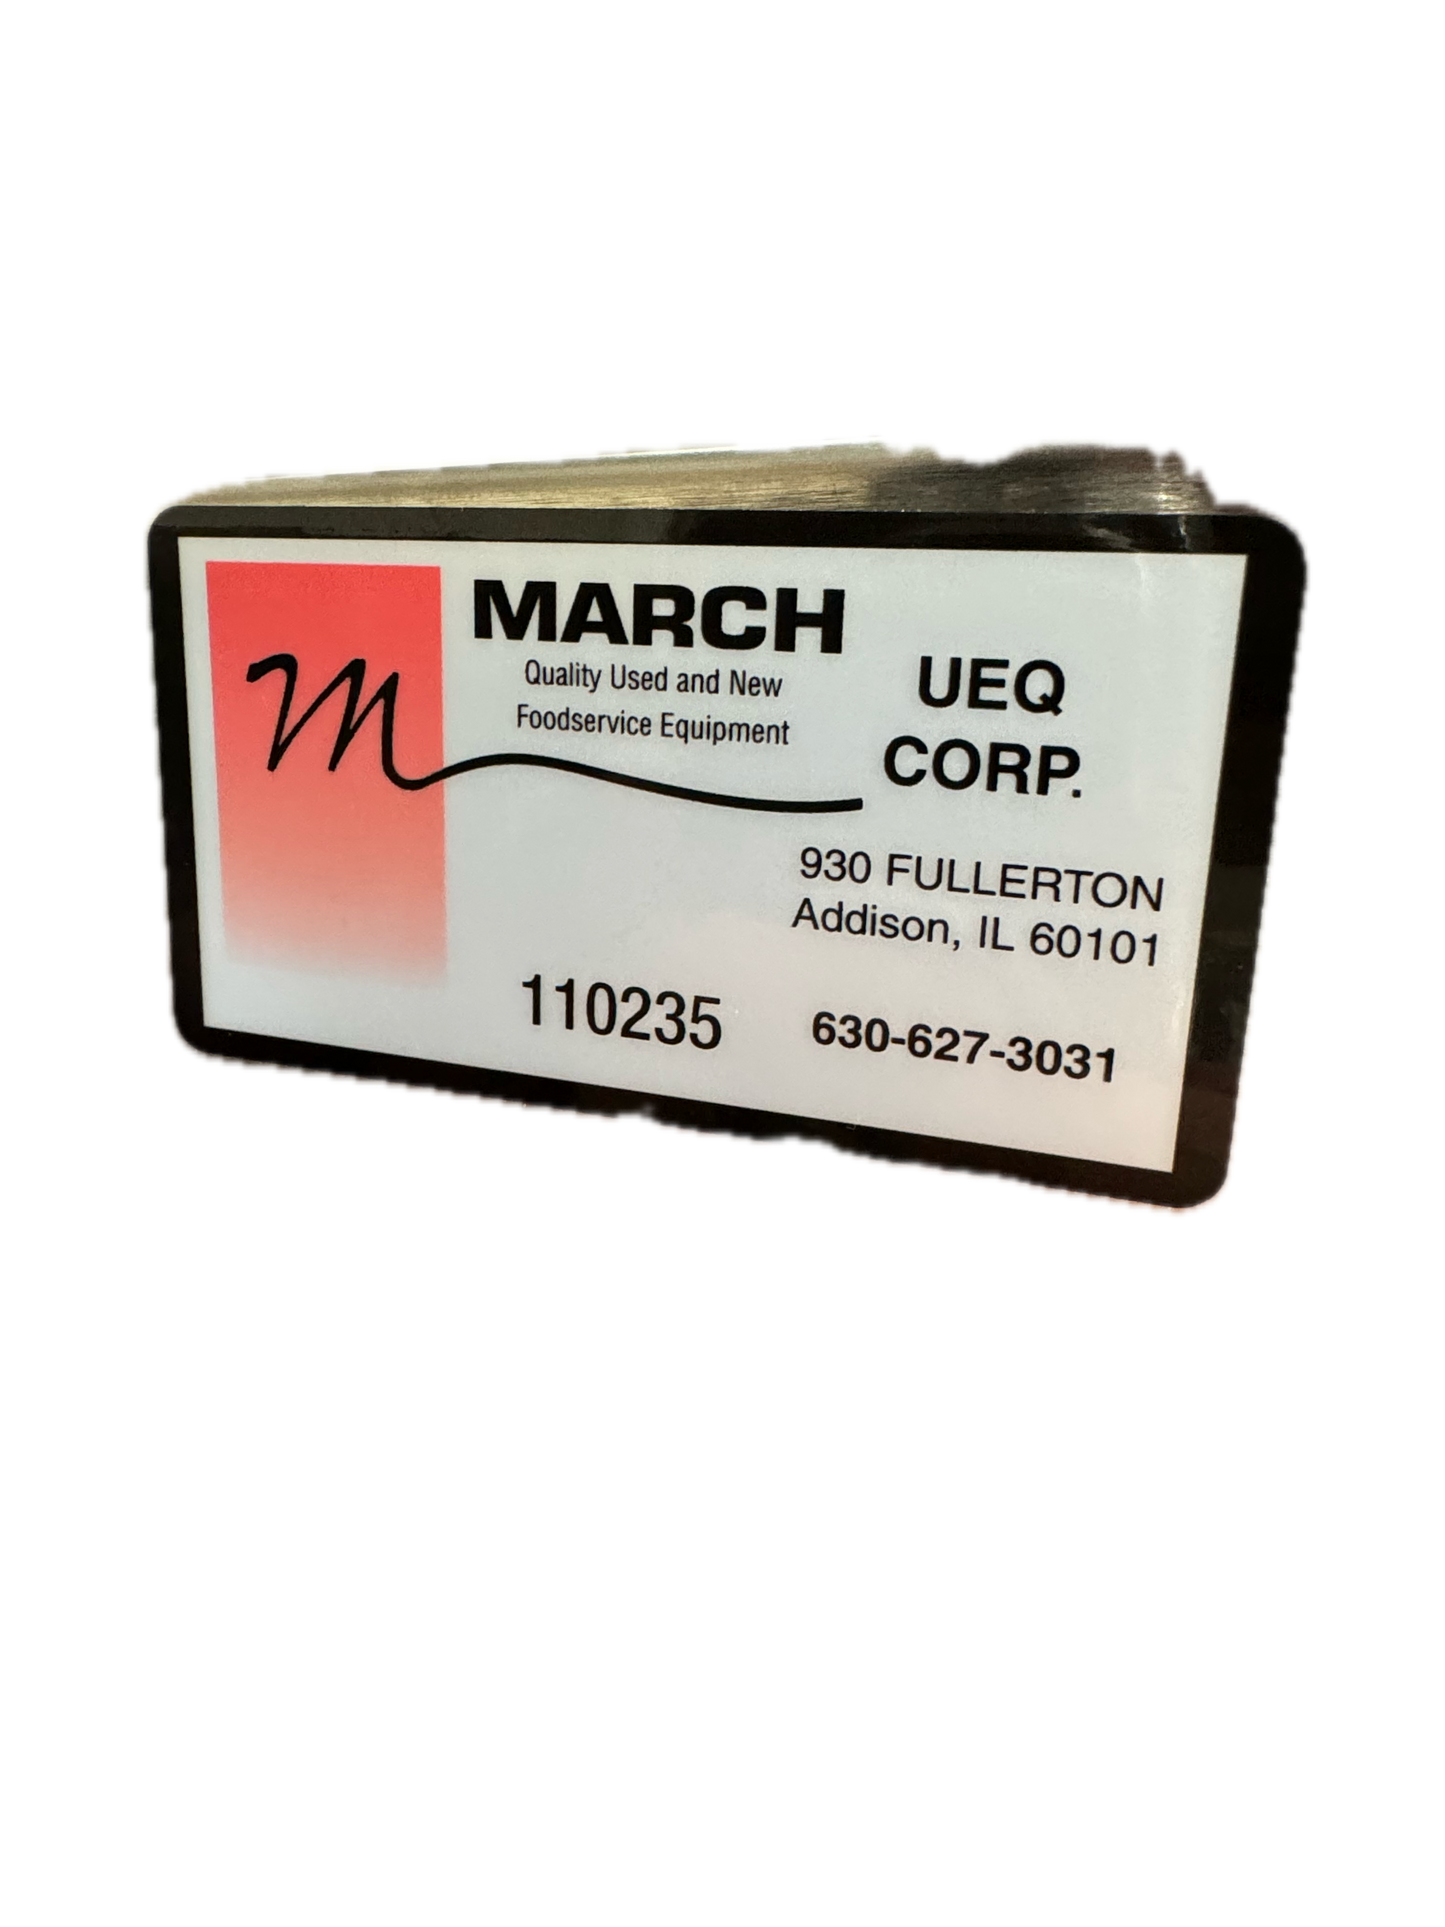 m
MARCH
Quality Used and New
Foodservice Equipment
UEQ
CORP.
930 FULLERTON
Addison, IL 60101
110235
630-627-3031